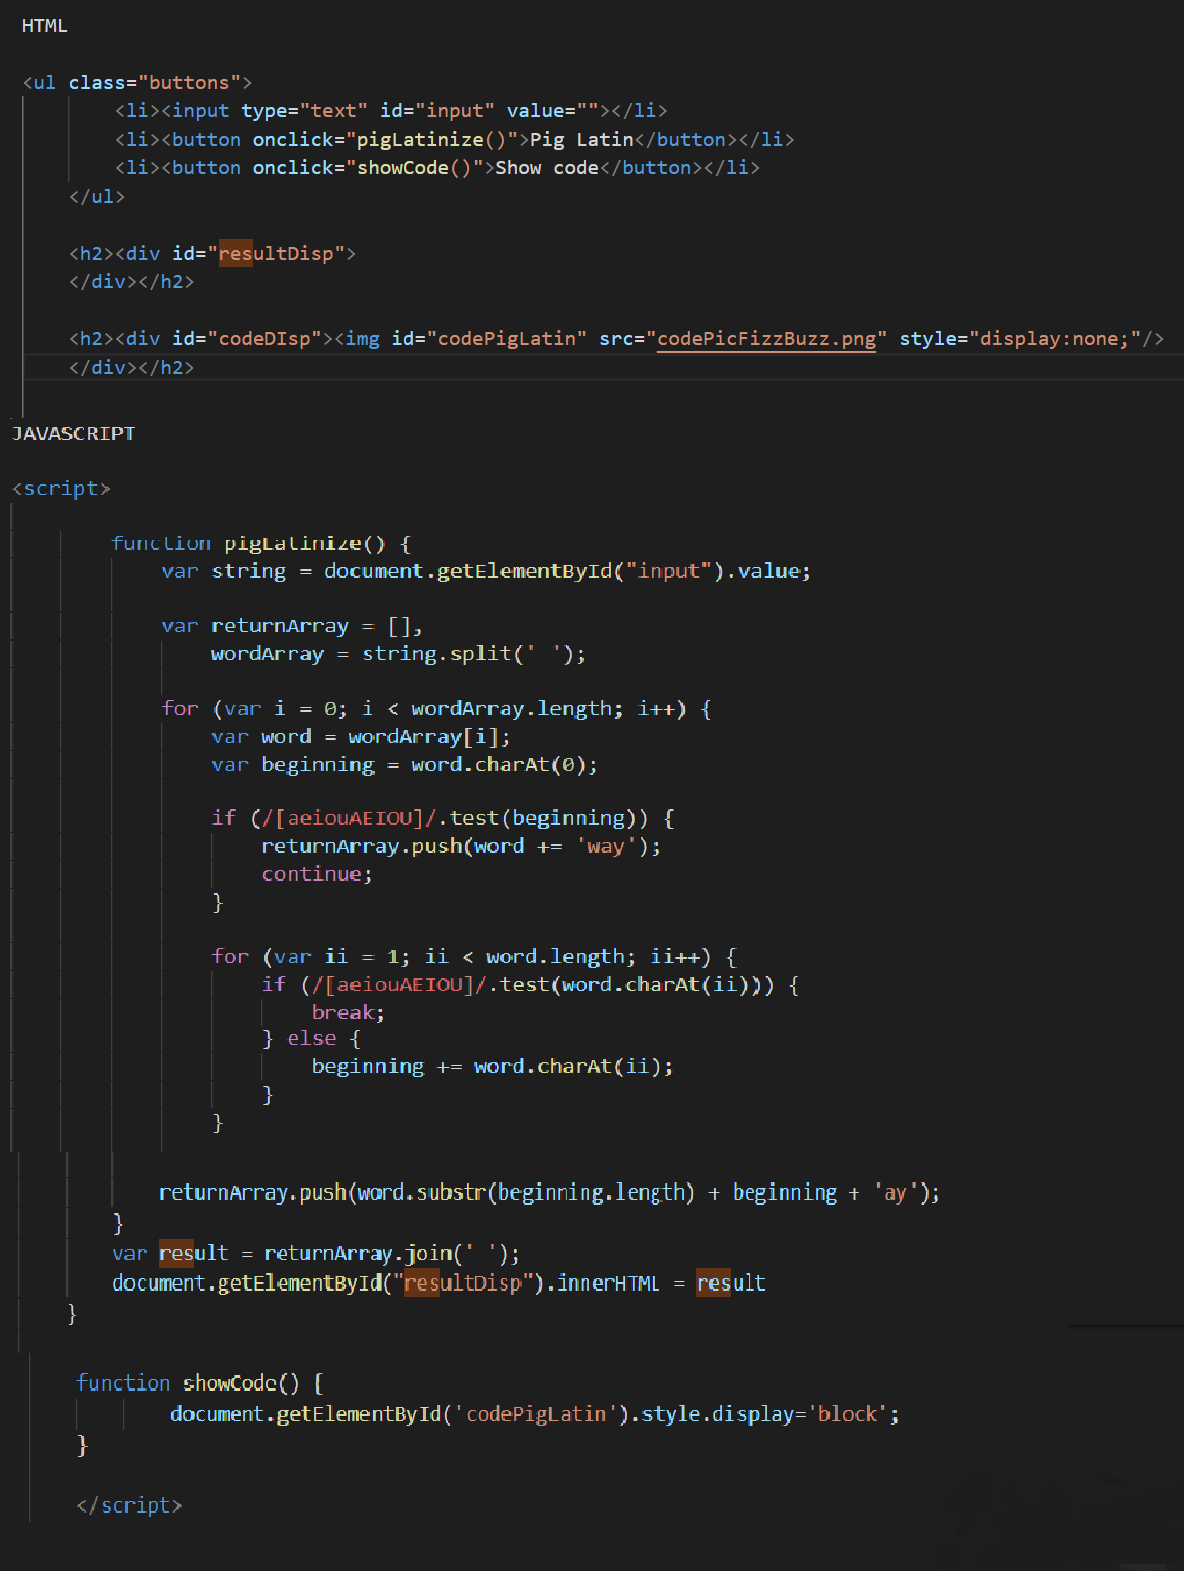 HTML
<ul class="buttons">
<li><input type="text" id="input" value=""></li>
<li><button onclick="pigLatinize()">Pig Latin</button></li>
<li><button onclick="showCode()">Show code</button></li>
</ul>
<h2><div id="resultDisp">
</div></h2>
<h2><div id="codeDIsp"><img id="codePigLatin" src="codePicFizzBuzz.png" style="display:none;"/>
</div></h2>
JAVASCRIPT
<script>
function pigLatinize() {
var string = document.getElementById("input").value;
var returnArray = [],
wordArray = string.split(' ');
for (var i = 0; i < wordArray.length; i++) {
var word = wordArray[i];
var beginning = word.charAt(0);
if (/[aeiouAEIOU]/.test(beginning)) {
returnArray.push(word += 'way');
continue;
}
for (var ii = 1; ii < word.length; ii++) {
if (/[aeiouAEIOU]/.test(word.charAt(ii))) {
break;
} else {
beginning += word.charAt(ii);
}
}
returnArray.push(word.substr(beginning.length) + beginning + 'ay');
}
var result = returnArray.join(' ');
document.getElementById("resultDisp").innerHTML = result
}
function showCode() {
document.getElementById('codePigLatin').style.display='block';
}
</script>